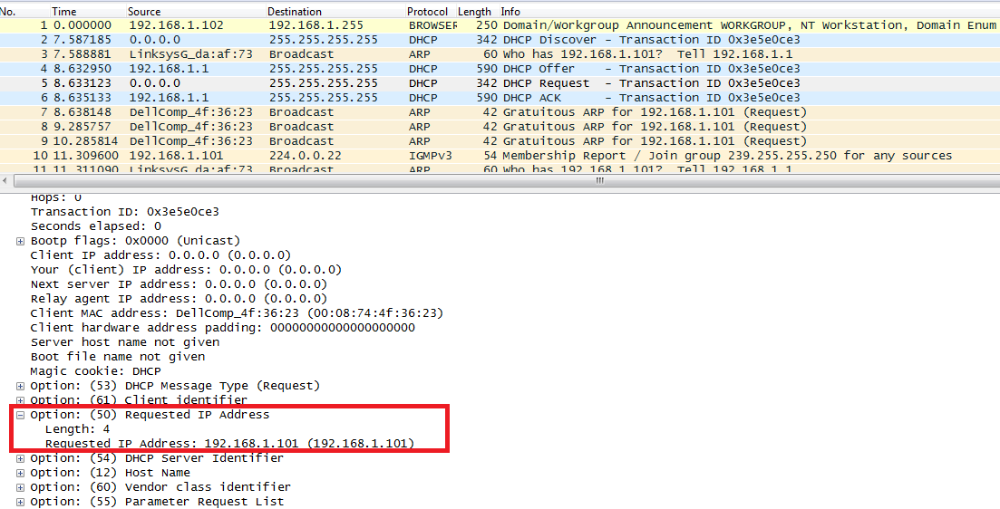 No. Time Source Destination Protocol Length Info
1 0.000000 192.168.1.102 192.168.1.255 BROWSER 250 Domain/Workgroup Announcement WORKGROUP, NT Workstation, Domain Enum
2 7.587185 0.0.0.0 255.255.255.255 DHCP 342 DHCP Discover - Transaction ID 0x3e5e0ce3
3 7.588881 LinksysG_da:af:73 Broadcast ARP 60 Who has 192.168.1.101? Tell 192.168.1.1
4 8.632950 192.168.1.1 255.255.255.255 DHCP 590 DHCP Offer - Transaction ID 0x3e5e0ce3
5 8.633123 0.0.0.0 255.255.255.255 DHCP 342 DHCP Request - Transaction ID 0x3e5e0ce3
6 8.635133 192.168.1.1 255.255.255.255 DHCP 590 DHCP ACK - Transaction ID 0x3e5e0ce3
7 8.638148 DellComp_4f:36:23 Broadcast ARP 42 Gratuitous ARP for 192.168.1.101 (Request)
8 9.285757 DellComp_4f:36:23 Broadcast ARP 42 Gratuitous ARP for 192.168.1.101 (Request)
9 10.285814 DellComp_4f:36:23 Broadcast ARP 42 Gratuitous ARP for 192.168.1.101 (Request)
10 11.309600 192.168.1.101 224.0.0.22 IGMPv3 54 Membership Report / Join group 239.255.255.250 for any sources
11 11.311090 LinksysG_da:af:73 Broadcast ARP 60 Who has 192.168.1.101? Tell 192.168.1.1
Hops: 0
Transaction ID: 0x3e5e0ce3
Seconds elapsed: 0
Bootp flags: 0x0000 (Unicast)
Client IP address: 0.0.0.0 (0.0.0.0)
Your (client) IP address: 0.0.0.0 (0.0.0.0)
Next server IP address: 0.0.0.0 (0.0.0.0)
Relay agent IP address: 0.0.0.0 (0.0.0.0)
Client MAC address: DellComp_4f:36:23 (00:08:74:4f:36:23)
Client hardware address padding: 00000000000000000000
Server host name not given
Boot file name not given
Magic cookie: DHCP
Option: (53) DHCP Message Type (Request)
Option: (61) Client identifier
Option: (50) Requested IP Address
Length: 4
Requested IP Address: 192.168.1.101 (192.168.1.101)
Option: (54) DHCP Server Identifier
Option: (12) Host Name
Option: (60) Vendor class identifier
Option: (55) Parameter Request List